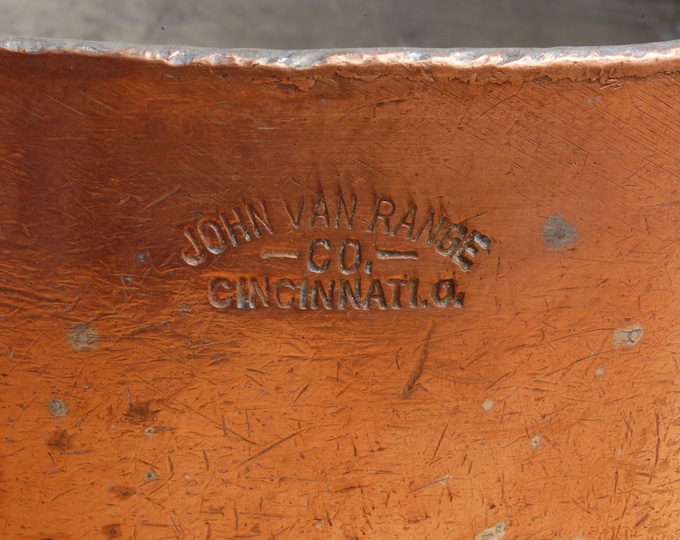 JOHN VAN RANGE
— CO. —
CINCINNATI.O.